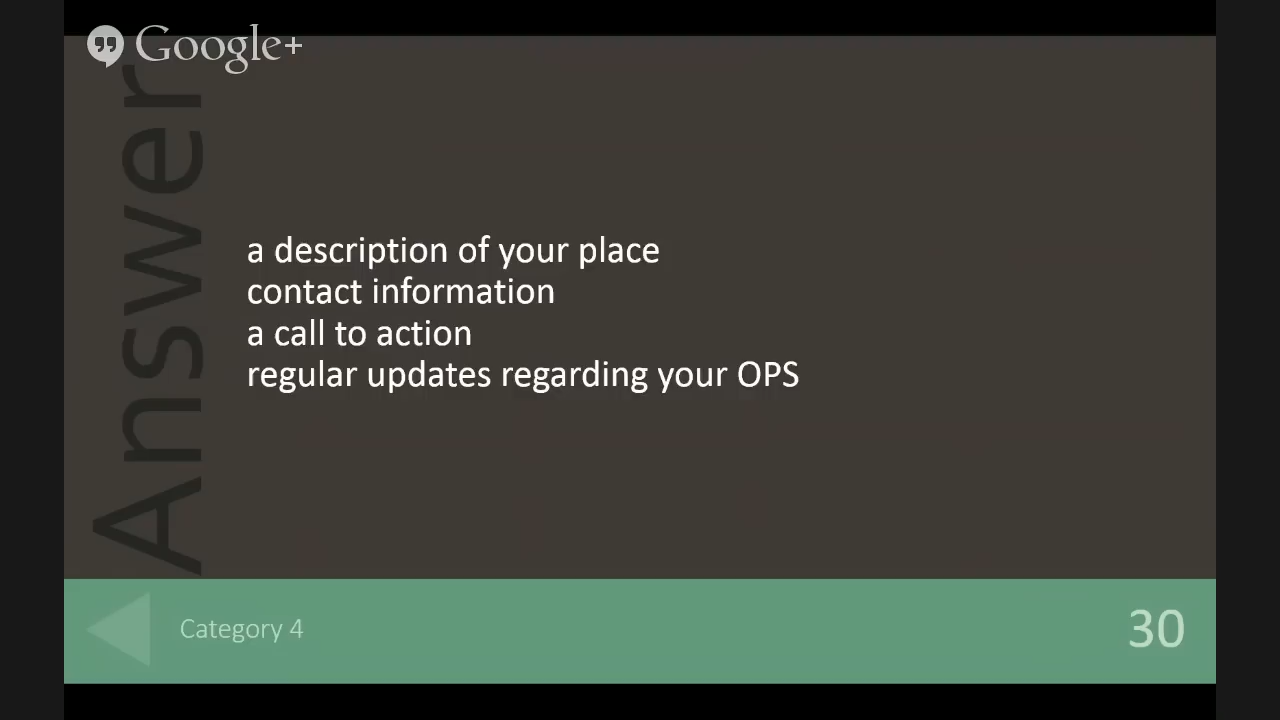 Google+
Answer
a description of your place
contact information
a call to action
regular updates regarding your OPS
Category 4
30